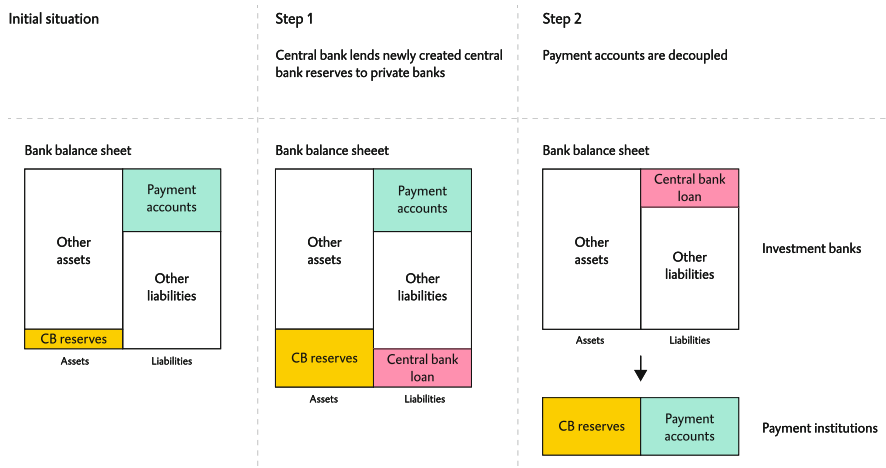 Initial situation
Step 1
Central bank lends newly created central
bank reserves to private banks
Step 2
Payment accounts are decoupled
Bank balance sheet
Payment
accounts
Other
assets
Other
liabilities
CB reserves
Assets
Liabilities
Bank balance sheeet
Payment
accounts
Other
assets
Other
liabilities
CB reserves
Central bank
loan
Assets
Liabilities
Bank balance sheet
Central bank
loan
Other
assets
Other
liabilities
Investment banks
Assets
Liabilities
CB reserves
Payment
accounts
Payment institutions